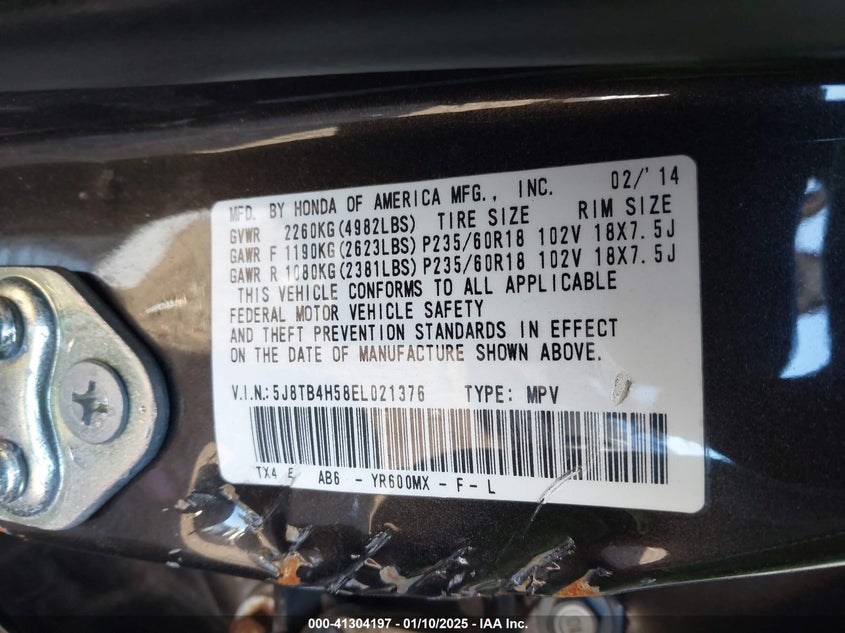 MFD. BY HONDA OF AMERICA MFG., INC. 02/'14
GVWR 2260KG(4982LBS) TIRE SIZE RIM SIZE
GAWR F 1190KG(2623LBS) P235/60R18 102V 18X7.5J
GAWR R 1080KG(2381LBS) P235/60R18 102V 18X7.5J
THIS VEHICLE CONFORMS TO ALL APPLICABLE
FEDERAL MOTOR VEHICLE SAFETY
AND THEFT PREVENTION STANDARDS IN EFFECT
ON THE DATE OF MANUFACTURE SHOWN ABOVE.
V.I.N.: 5J8TB4H58EL021376 TYPE: MPV
TX4 E AB6 - YR600MX - F - L
000-41304197 - 01/10/2025 - IAA Inc.